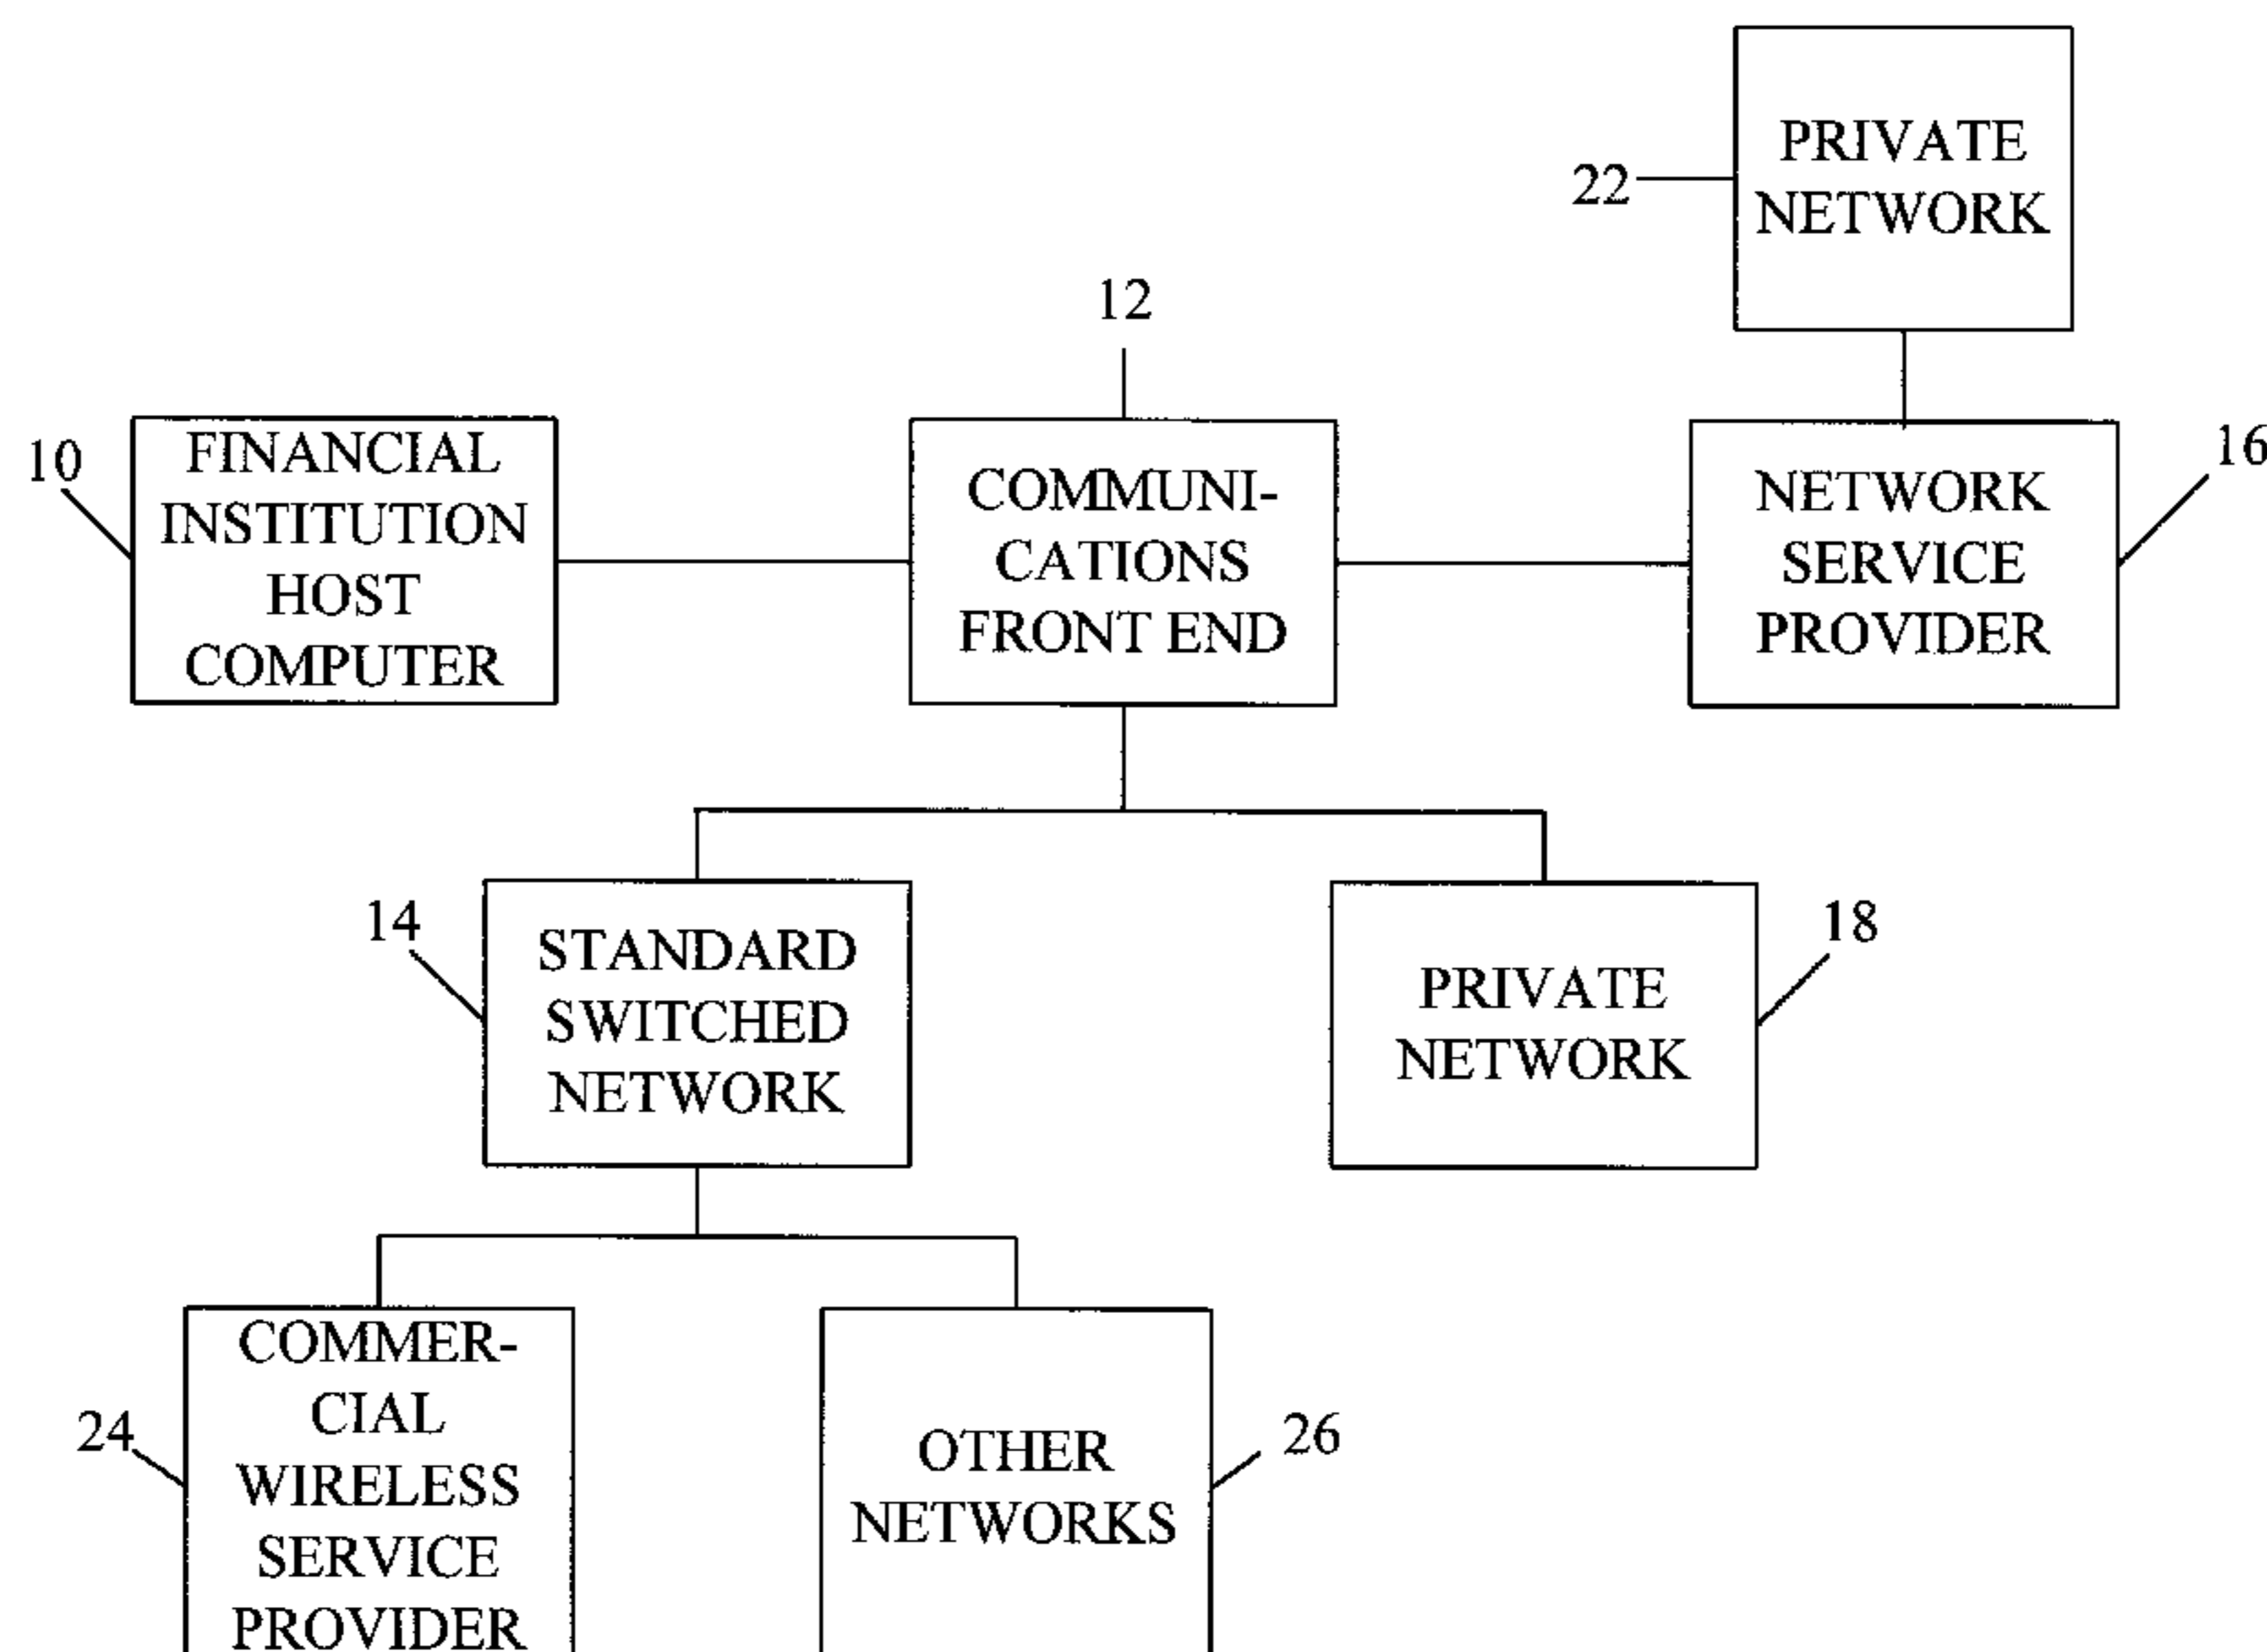 PRIVATE
NETWORK
22
12
10
FINANCIAL
INSTITUTION
HOST
COMPUTER
COMMUNI-
CATIONS
FRONT END
NETWORK
SERVICE
PROVIDER
16
14
STANDARD
SWITCHED
NETWORK
PRIVATE
NETWORK
18
24
COMMER-
CIAL
WIRELESS
SERVICE
PROVIDER
OTHER
NETWORKS
26